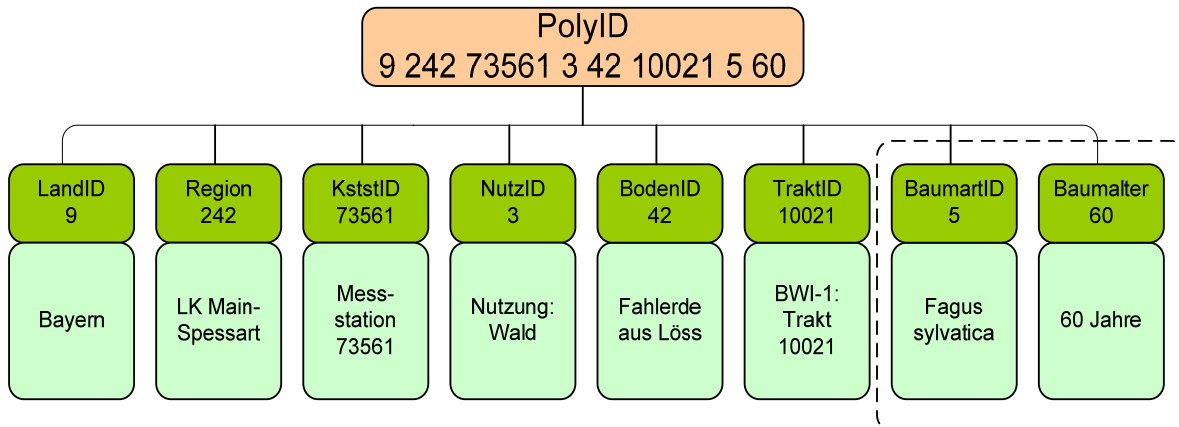 PolyID
9 242 73561 3 42 10021 5 60
LandID
9
Region
242
KststID
73561
NutzID
3
BodenID
42
TraktID
10021
BaumartID
5
Baumalter
60
Bayern
LK Main-
Spessart
Mess-
station
73561
Nutzung:
Wald
Fahlerde
aus Löss
BWI-1:
Trakt
10021
Fagus
sylvatica
60 Jahre